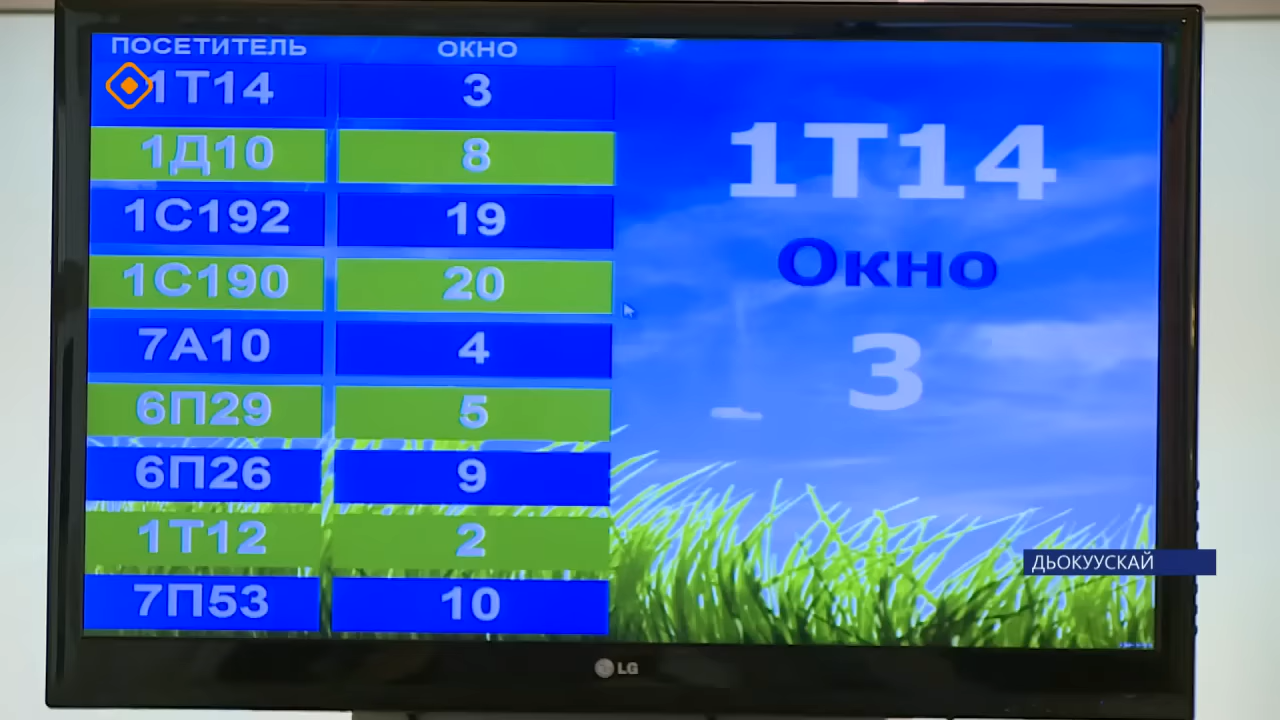 ПОСЕТИТЕЛЬ ОКНО
1Т14 3
1Д10 8
1С192 19
1С190 20
7А10 4
6П29 5
6П26 9
1Т12 2
7П53 10
1Т14
Окно
3
ДЬОКУУСКАЙ
LG